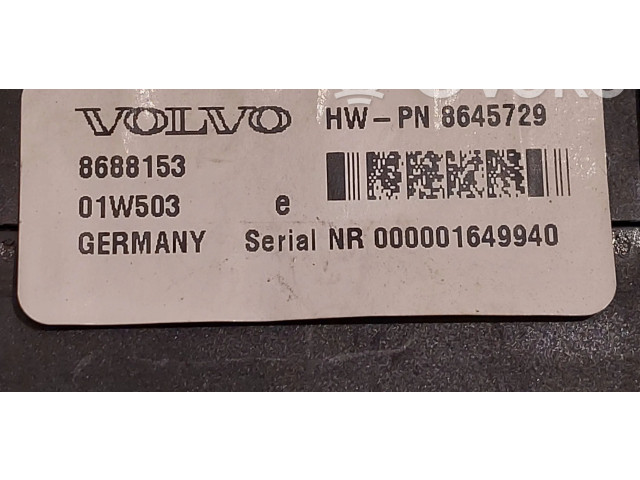 VOLVO HW-PN 8645729
8688153
01W503 e
GERMANY Serial NR 000001649940